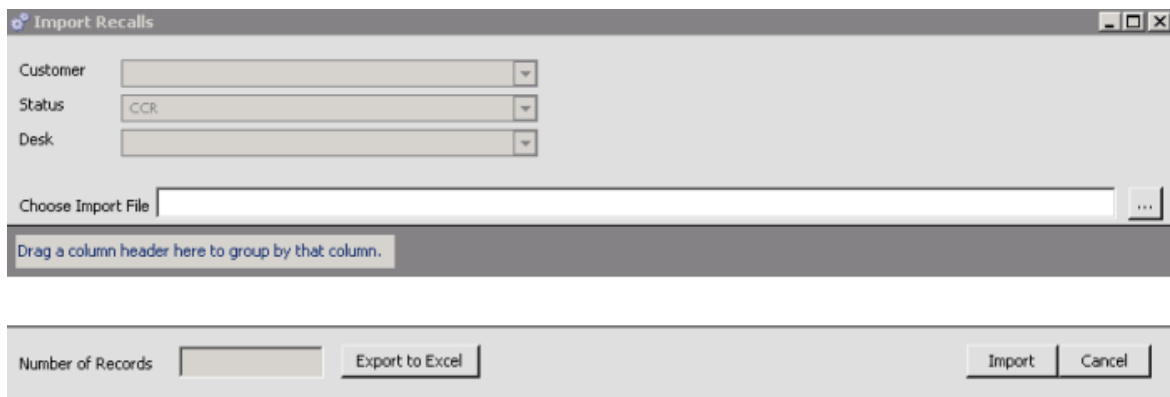 Import Recalls
Customer
Status CCR
Desk
Choose Import File ...
Drag a column header here to group by that column.
Number of Records Export to Excel Import Cancel